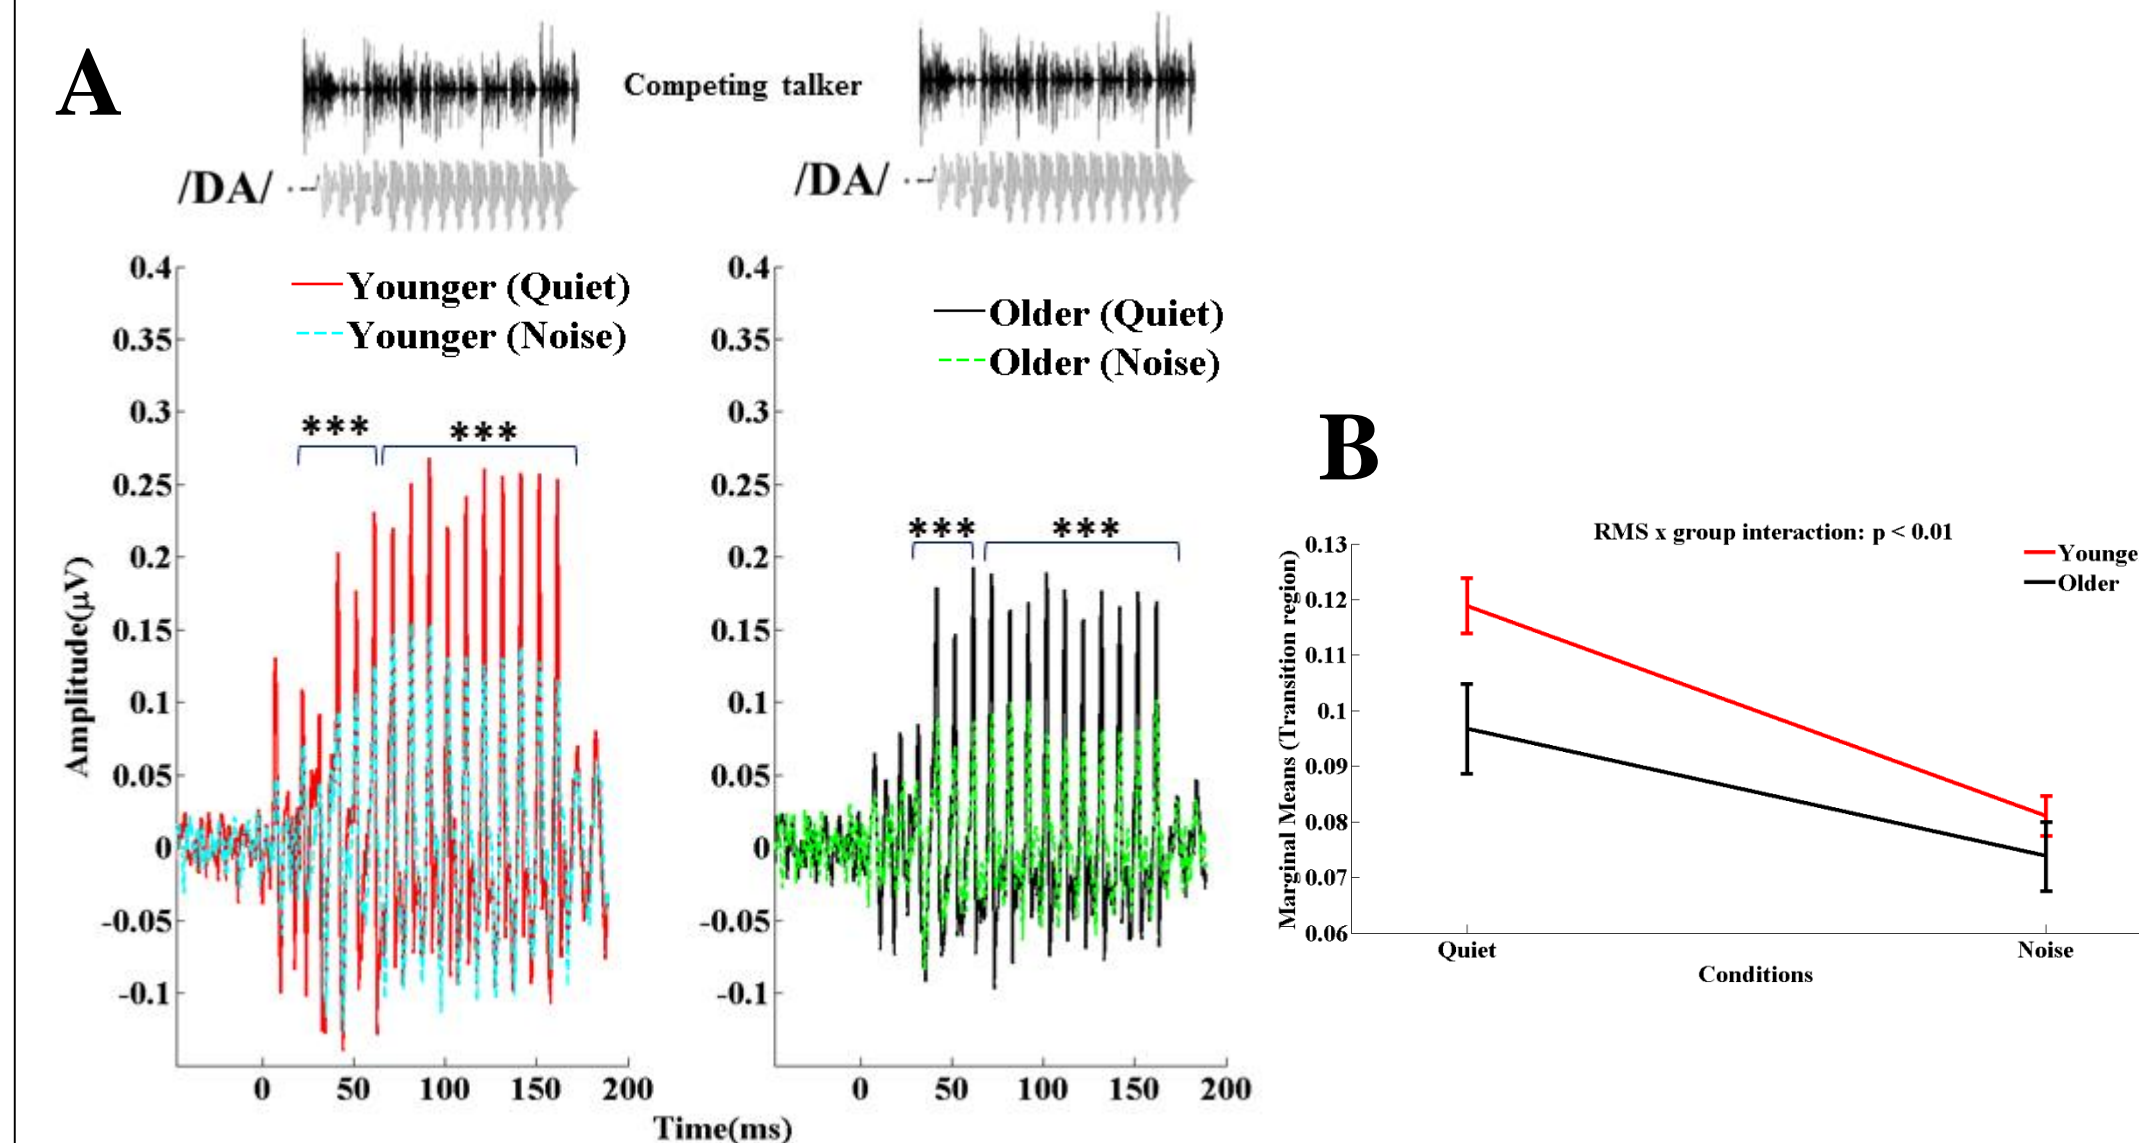 A
Competing talker
/DA/
/DA/
Younger (Quiet)
Younger (Noise)
Older (Quiet)
Older (Noise)
***
***
***
***
0.4
0.35
0.3
0.25
0.2
0.15
0.1
0.05
0
-0.05
-0.1
Amplitude(µV)
0 50 100 150 200
0.4
0.35
0.3
0.25
0.2
0.15
0.1
0.05
0
-0.05
-0.1
0 50 100 150 200
Time(ms)
B
RMS x group interaction: p < 0.01
Younge
Older
0.13
0.12
0.11
0.1
0.09
0.08
0.07
0.06
Marginal Means (Transition region)
Quiet Noise
Conditions